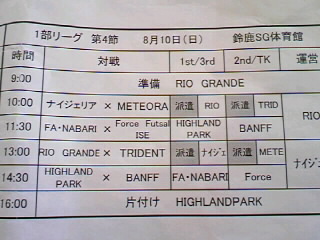 1部リーグ 第4節 8月10日(日) 鈴鹿SG体育館
時間 対戦 1st/3rd 2nd/TK 運営
9:00 準備 RIO GRANDE
10:00 ナイジェリア × METEORA 派遣 RIO 派遣 TRID RIO
11:30 FA・NABARI × Force Futsal ISE HIGHLAND PARK BANFF
13:00 RIO GRANDE × TRIDENT 派遣 ナイジェ 派遣 METE ナイジ
14:30 HIGHLAND PARK × BANFF FA・NABARI Force
16:00 片付け HIGHLANDPARK